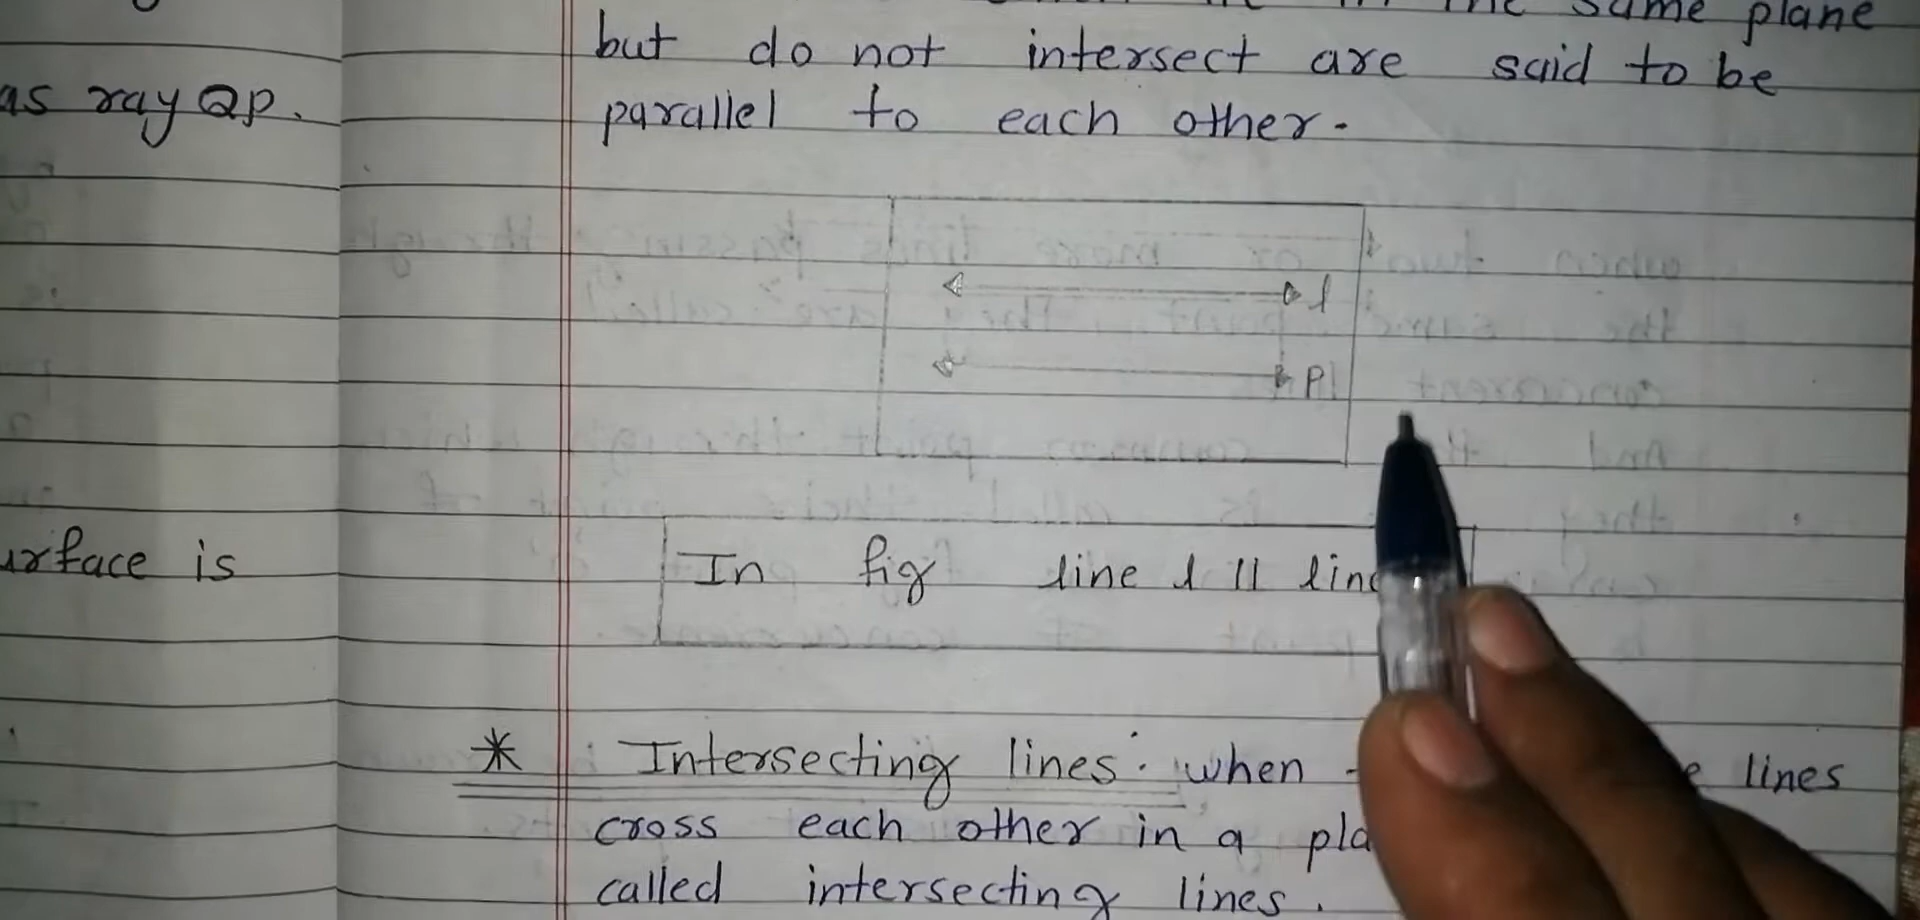 as ray QP.
urface is
the same plane
but do not intersect are said to be
parallel to each other.
l
P
In fig line l || line
* Intersecting lines: when lines
cross each other in a pla
called intersecting lines.